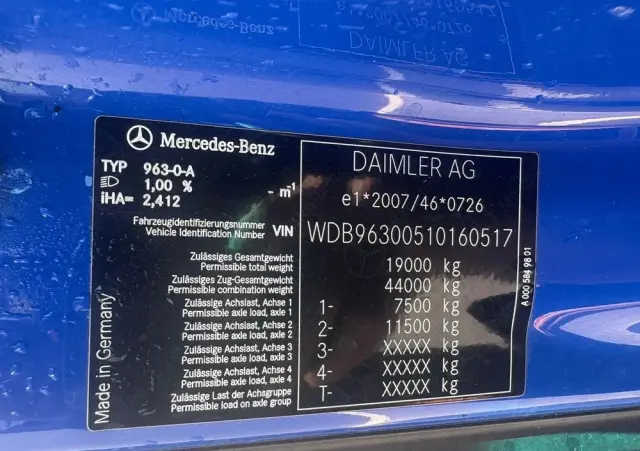 Mercedes-Benz
TYP 963-0-A
1,00 % - m⁻¹
iHA= 2,412
DAIMLER AG
e1*2007/46*0726
Fahrzeugidentifizierungsnummer
Vehicle Identification Number VIN WDB96300510160517
Zulässiges Gesamtgewicht
Permissible total weight 19000 kg
Zulässiges Zug-Gesamtgewicht
Permissible combination weight 44000 kg
Zulässige Achslast, Achse 1
Permissible axle load, axle 1 1- 7500 kg
Zulässige Achslast, Achse 2
Permissible axle load, axle 2 2- 11500 kg
Zulässige Achslast, Achse 3
Permissible axle load, axle 3 3- XXXXX kg
Zulässige Achslast, Achse 4
Permissible axle load, axle 4 4- XXXXX kg
Zulässige Last der Achsgruppe
Permissible load on axle group T- XXXXX kg
Made in Germany
A 000 584 98 01